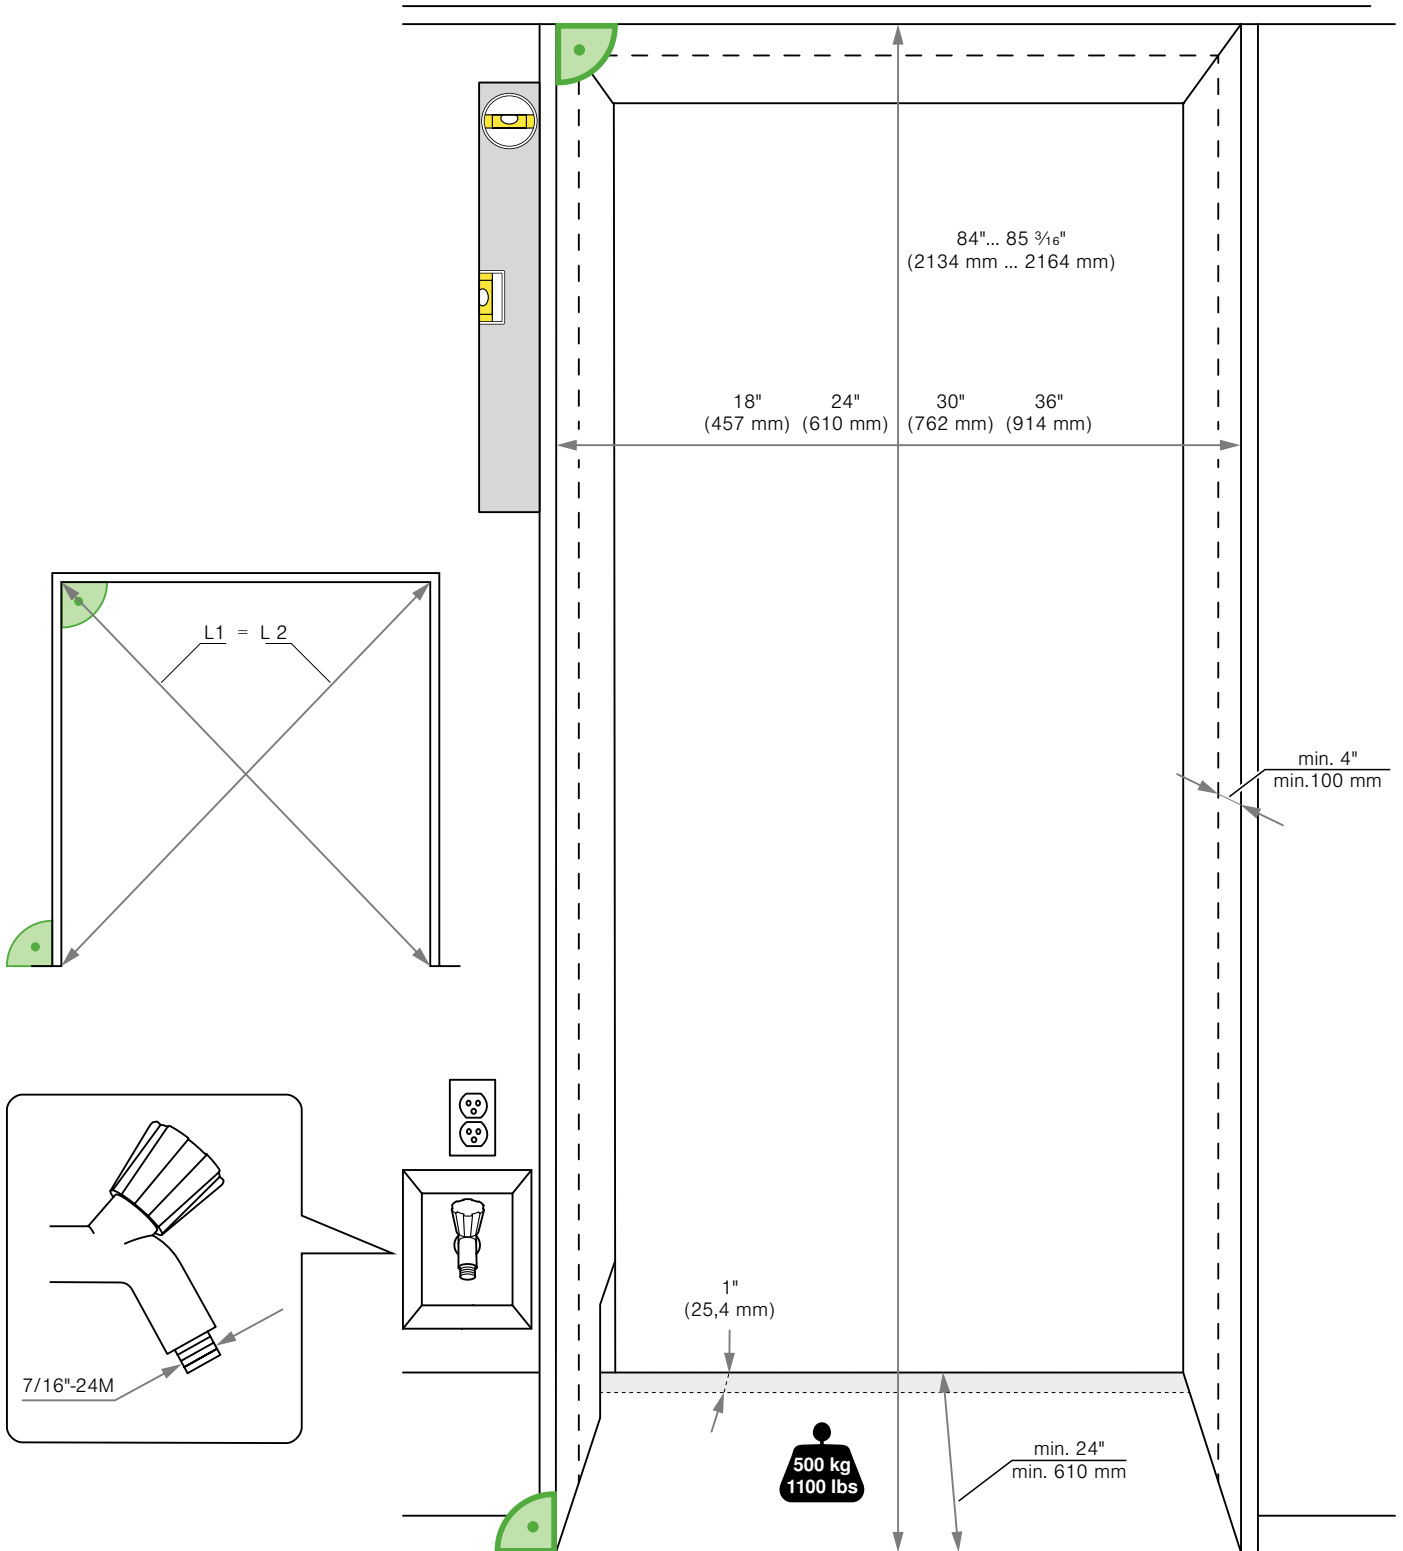 84"... 85 ³⁄₁₆"
(2134 mm ... 2164 mm)
18" 24" 30" 36"
(457 mm) (610 mm) (762 mm) (914 mm)
L1 = L 2
min. 4"
min.100 mm
1"
(25,4 mm)
7/16"-24M
500 kg
1100 lbs
min. 24"
min. 610 mm